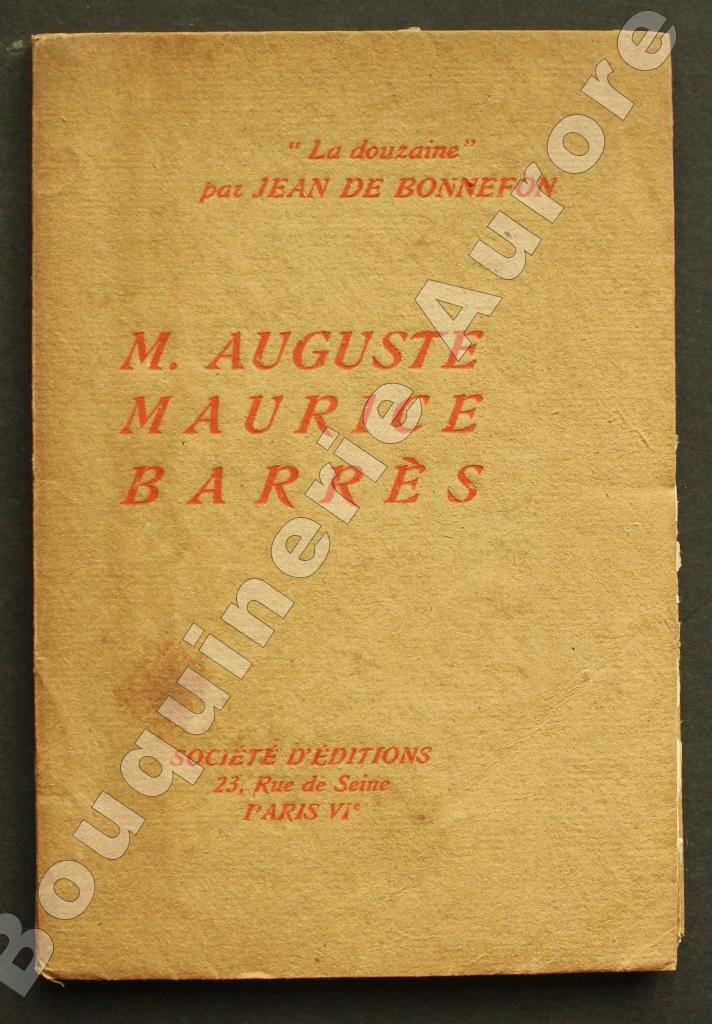 "La douzaine"
par JEAN DE BONNEFON
M. AUGUSTE
MAURICE
BARRÈS
SOCIÉTÉ D'ÉDITIONS
23, Rue de Seine
PARIS VIe
Bouquinerie Aurore